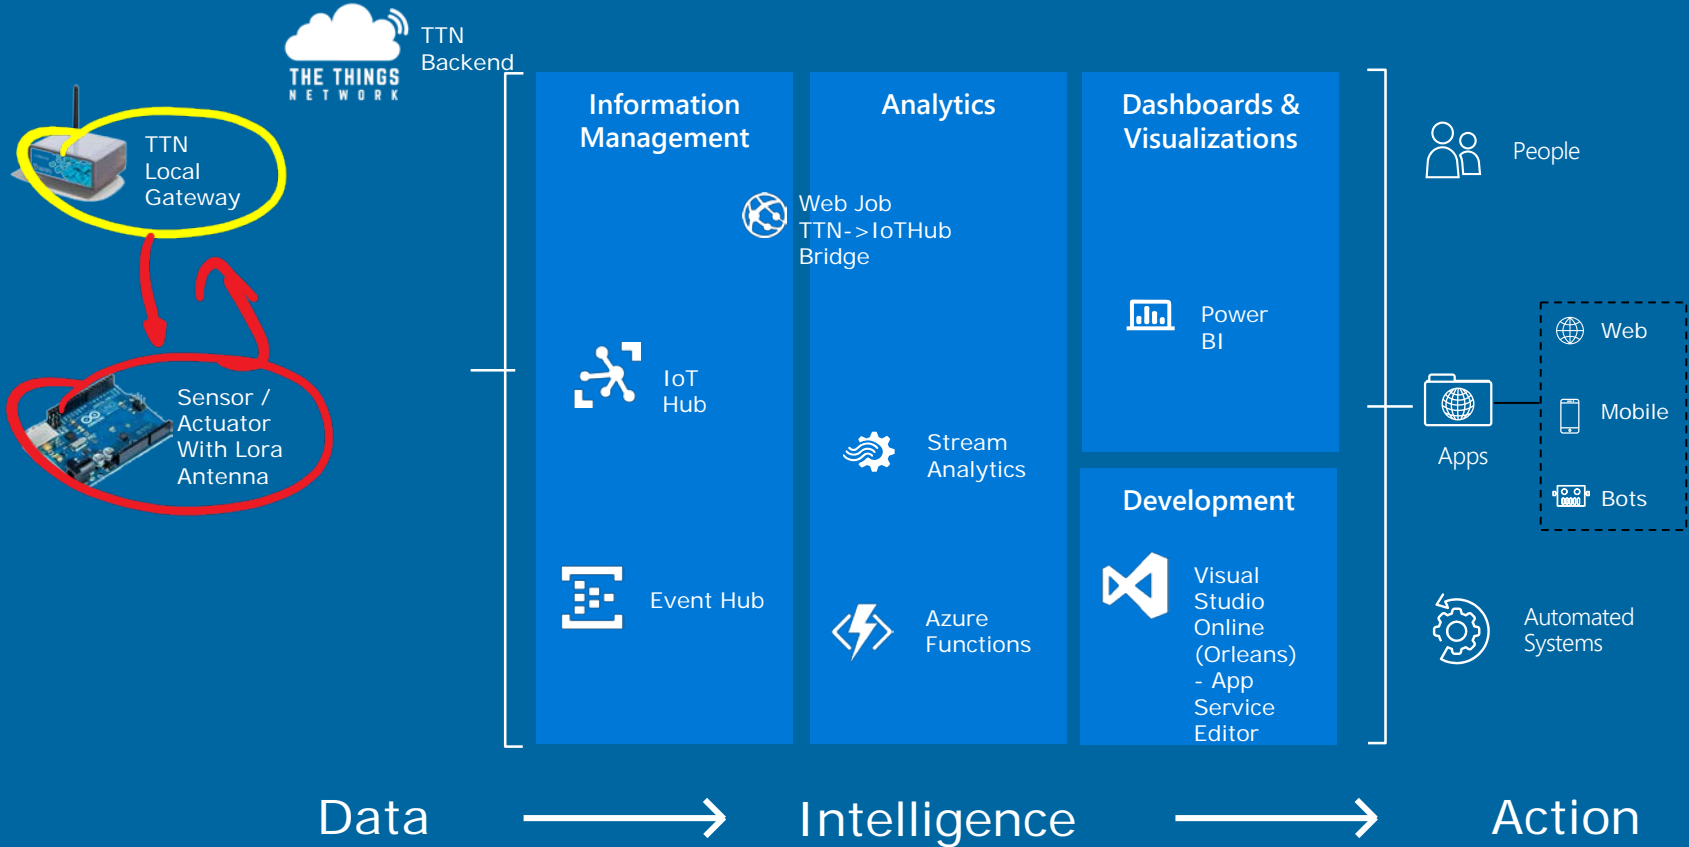 TTN
Backend
THE THINGS
NETWORK
TTN
Local
Gateway
Sensor /
Actuator
With Lora
Antenna
Information
Management
Web Job
TTN->IoTHub
Bridge
IoT
Hub
Event Hub
Analytics
Stream
Analytics
Azure
Functions
Dashboards &
Visualizations
Power
BI
Development
Visual
Studio
Online
(Orleans)
- App
Service
Editor
People
Apps
Web
Mobile
Bots
Automated
Systems
Data
Intelligence
Action